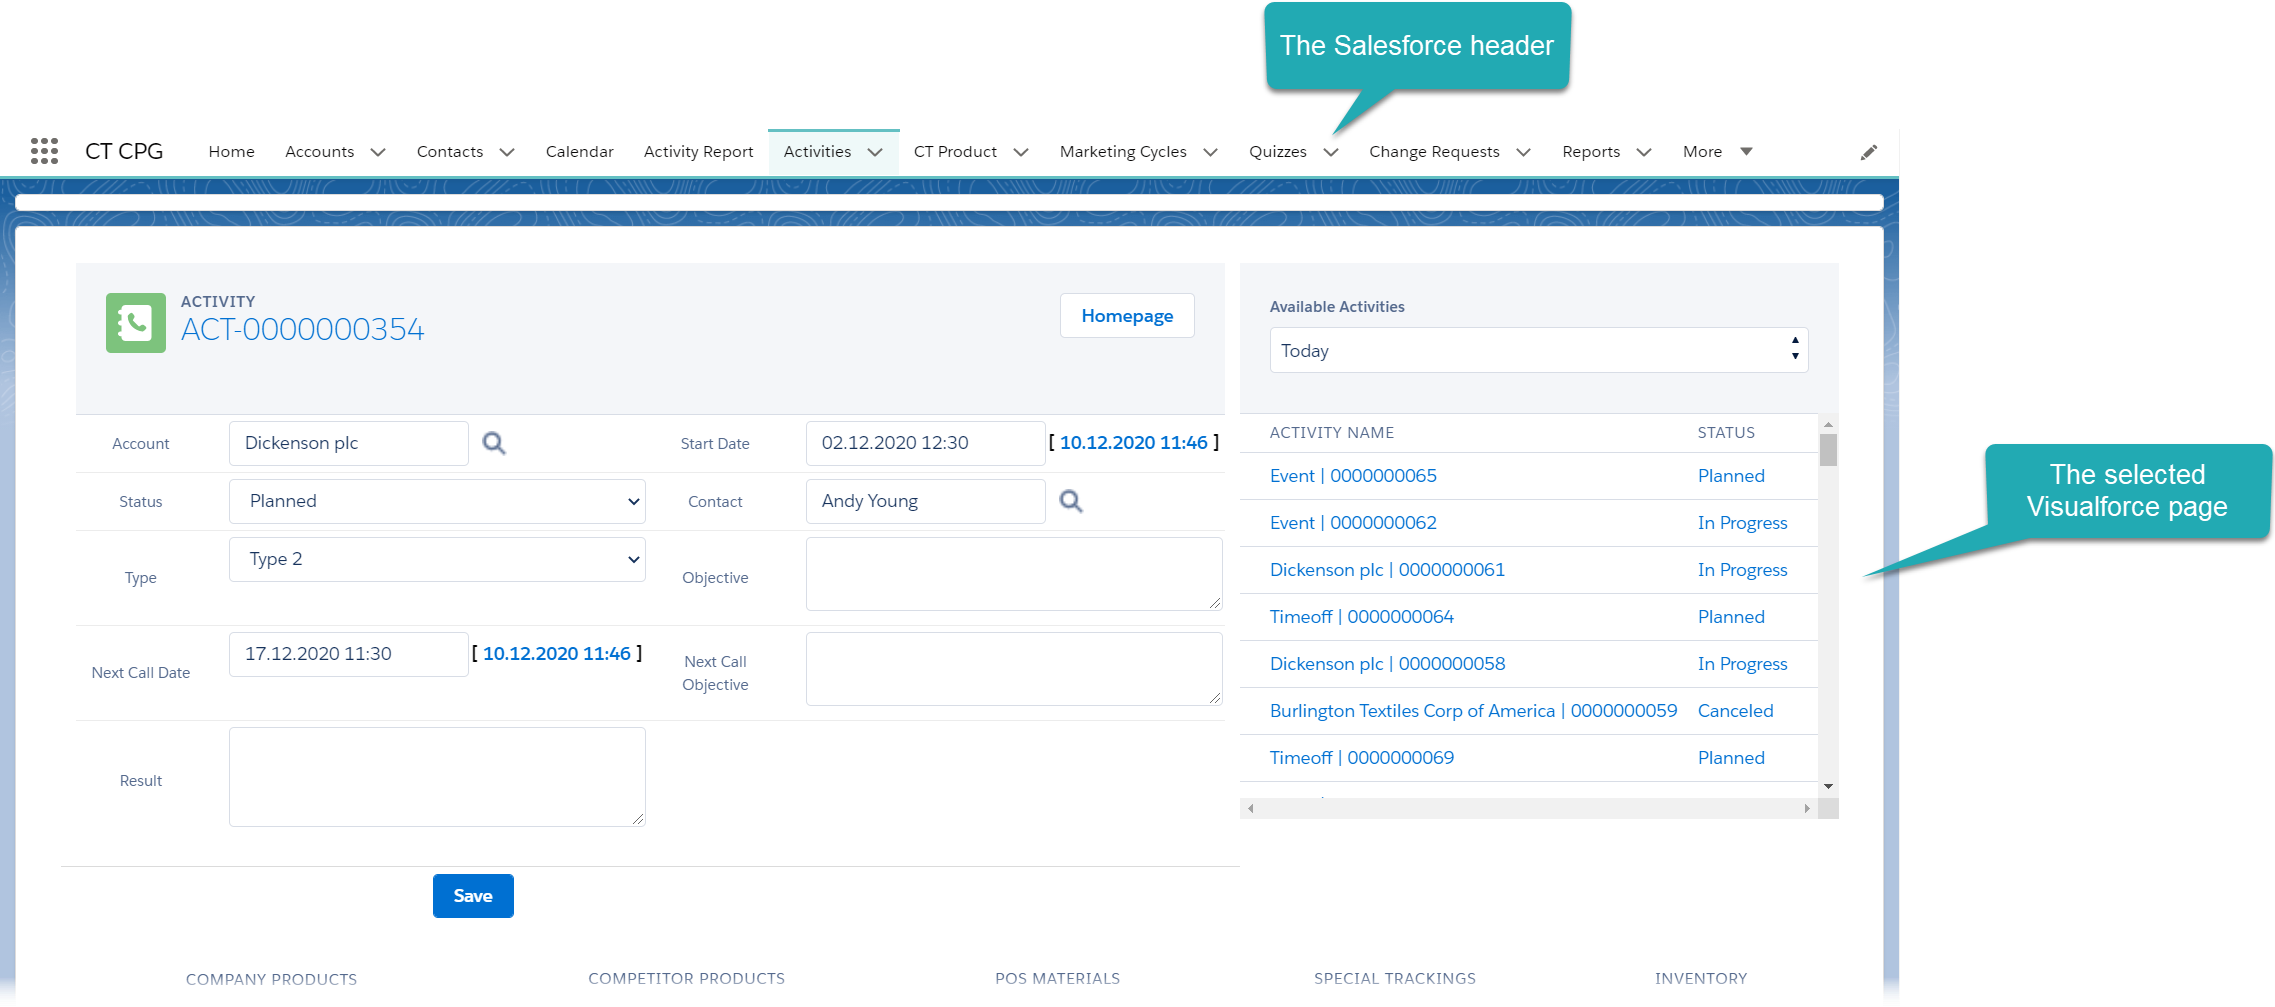 The Salesforce header
CT CPG Home Accounts Contacts Calendar Activity Report Activities CT Product Marketing Cycles Quizzes Change Requests Reports More
ACTIVITY
ACT-0000000354
Homepage
Account Dickenson plc Start Date 02.12.2020 12:30 [ 10.12.2020 11:46 ]
Status Planned Contact Andy Young
Type Type 2 Objective
Next Call Date 17.12.2020 11:30 [ 10.12.2020 11:46 ] Next Call
Objective
Result
Save
Available Activities
Today
ACTIVITY NAME STATUS
Event | 0000000065 Planned
Event | 0000000062 In Progress
Dickenson plc | 0000000061 In Progress
Timeoff | 0000000064 Planned
Dickenson plc | 0000000058 In Progress
Burlington Textiles Corp of America | 0000000059 Canceled
Timeoff | 0000000069 Planned
The selected
Visualforce page
COMPANY PRODUCTS COMPETITOR PRODUCTS POS MATERIALS SPECIAL TRACKINGS INVENTORY